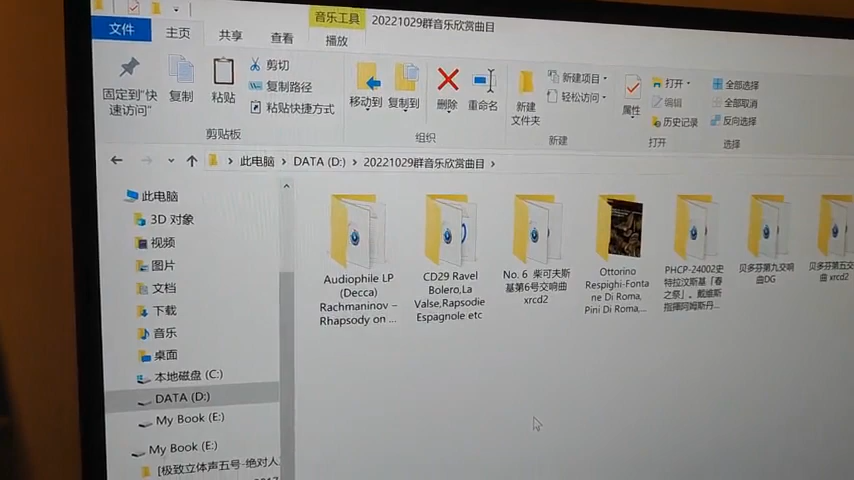 音乐工具
20221029群音乐欣赏曲目
文件
主页
共享
查看
播放
固定到"快
速访问"
复制
粘贴
剪切
复制路径
粘贴快捷方式
剪贴板
移动到
复制到
删除
重命名
组织
新建
文件夹
新建项目
轻松访问
新建
属性
打开
编辑
历史记录
打开
全部选择
全部取消
反向选择
选择
此电脑 > DATA (D:) > 20221029群音乐欣赏曲目 >
此电脑
3D 对象
视频
图片
文档
下载
音乐
桌面
本地磁盘 (C:)
DATA (D:)
My Book (E:)
My Book (E:)
[极致立体声五号-绝对人
Audiophile LP
(Decca)
Rachmaninov –
Rhapsody on ...
CD29 Ravel
Bolero,La
Valse,Rapsodie
Espagnole etc
No. 6 柴可夫斯
基第6号交响曲
xrcd2
Ottorino
Respighi-Fonta
ne Di Roma,
Pini Di Roma,...
PHCP-24002史
特拉汶斯基「春
之祭」。戴维斯
指挥阿姆斯丹...
贝多芬第九交响
曲DG
贝多芬第五交
曲 xrcd2